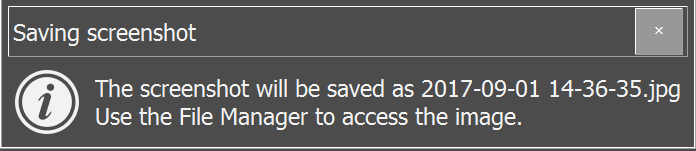 Saving screenshot
The screenshot will be saved as 2017-09-01 14-36-35.jpg
Use the File Manager to access the image.